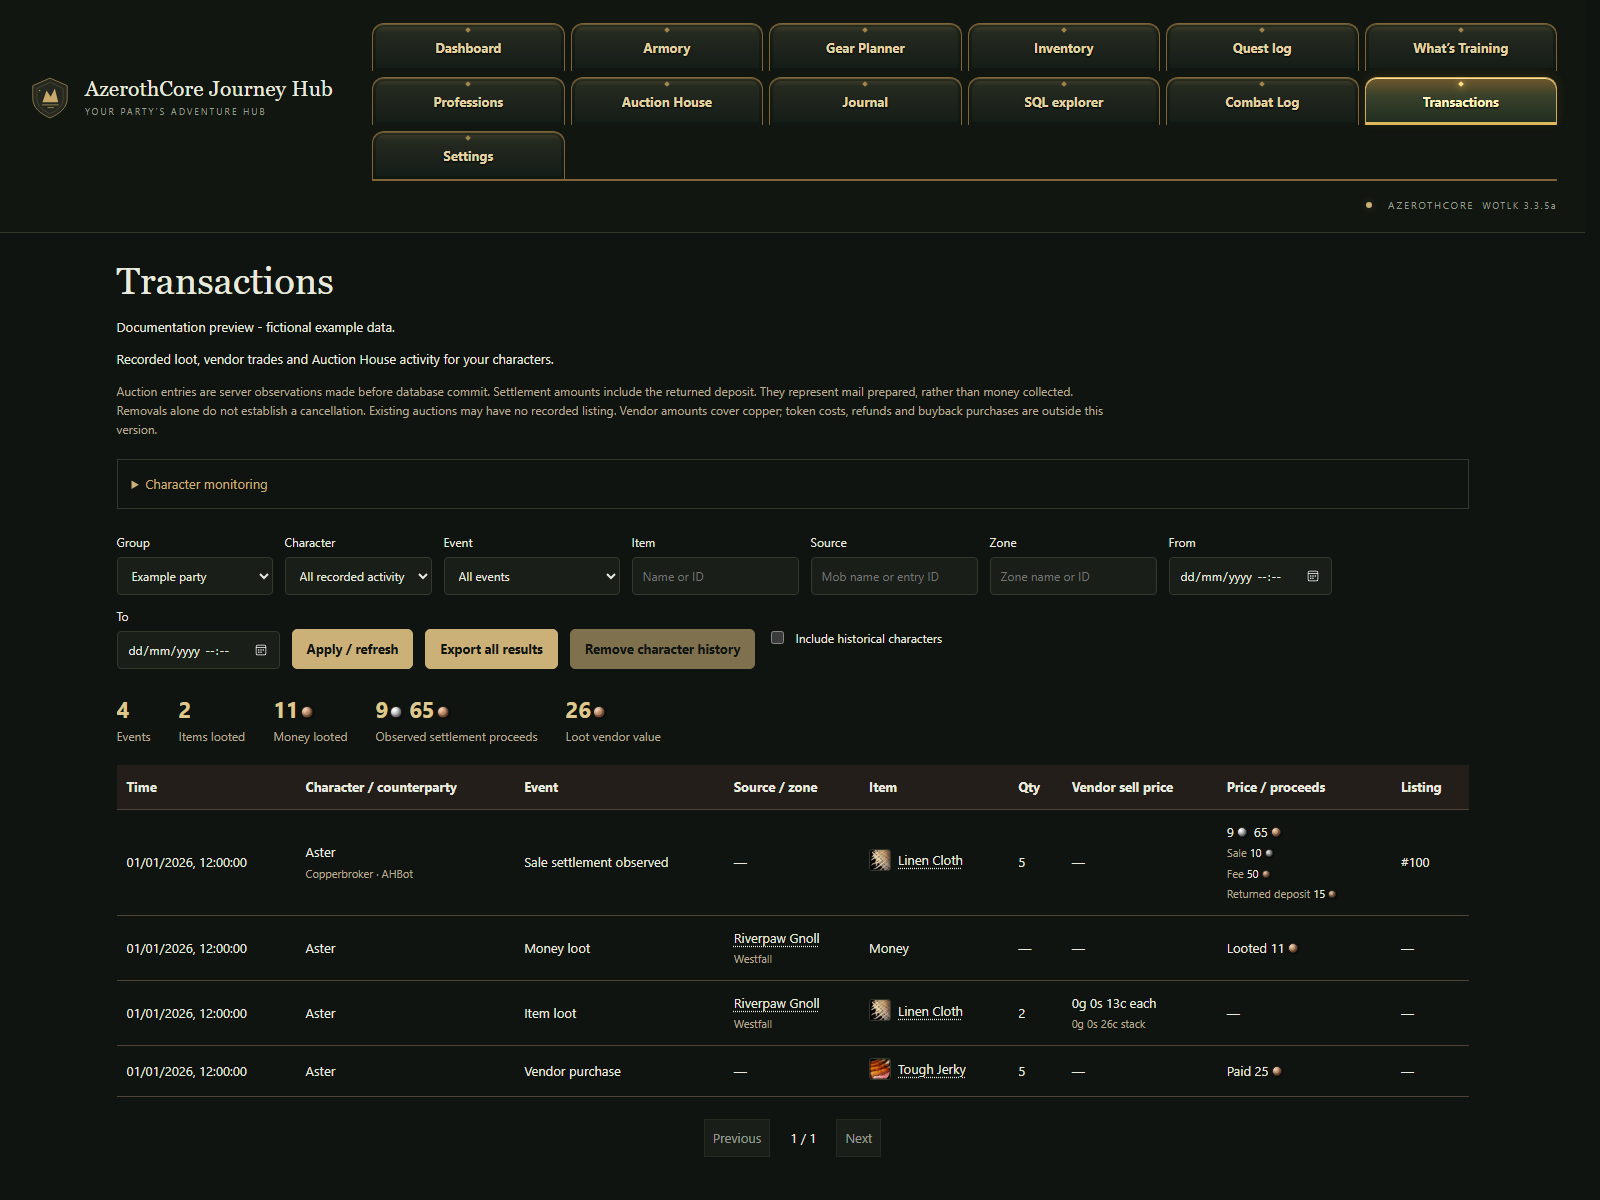 AzerothCore Journey Hub
YOUR PARTY'S ADVENTURE HUB
Dashboard
Armory
Gear Planner
Inventory
Quest log
What's Training
Professions
Auction House
Journal
SQL explorer
Combat Log
Transactions
Settings
AZEROTHCORE WOTLK 3.3.5a
Transactions
Documentation preview - fictional example data.
Recorded loot, vendor trades and Auction House activity for your characters.
Auction entries are server observations made before database commit. Settlement amounts include the returned deposit. They represent mail prepared, rather than money collected.
Removals alone do not establish a cancellation. Existing auctions may have no recorded listing. Vendor amounts cover copper; token costs, refunds and buyback purchases are outside this
version.
Character monitoring
Group Character Event Item Source Zone From
Example party All recorded activity All events Name or ID Mob name or entry ID Zone name or ID dd/mm/yyyy --:--
To
dd/mm/yyyy --:-- Apply / refresh Export all results Remove character history Include historical characters
4 2 11 9 65 26
Events Items looted Money looted Observed settlement proceeds Loot vendor value
Time Character / counterparty Event Source / zone Item Qty Vendor sell price Price / proceeds Listing
01/01/2026, 12:00:00 Aster Copperbroker · AHBot Sale settlement observed — Linen Cloth 5 — 9 65 #100
Sale 10
Fee 50
Returned deposit 15
01/01/2026, 12:00:00 Aster Money loot Riverpaw Gnoll Money — — Looted 11 —
Westfall
01/01/2026, 12:00:00 Aster Item loot Riverpaw Gnoll Linen Cloth 2 0g 0s 13c each — —
Westfall 0g 0s 26c stack
01/01/2026, 12:00:00 Aster Vendor purchase — Tough Jerky 5 — Paid 25 —
Previous 1 / 1 Next